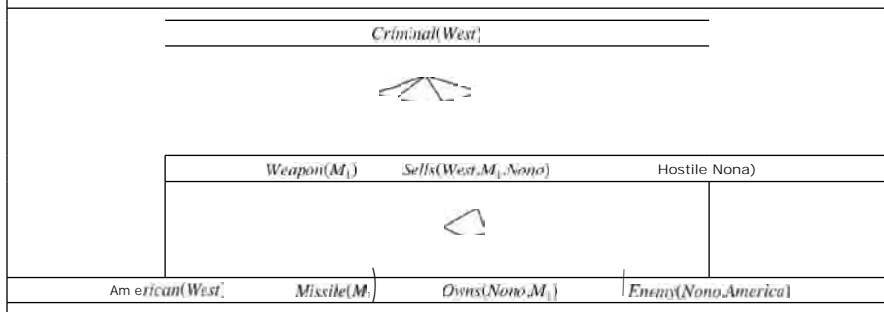 Criminal(West)
Weapon(M₁) Sells(West,M₁,Nono) Hostile Nona)
American(West) Missile(M₁) Owns(Nono,M₁) Enemy(Nono,America)